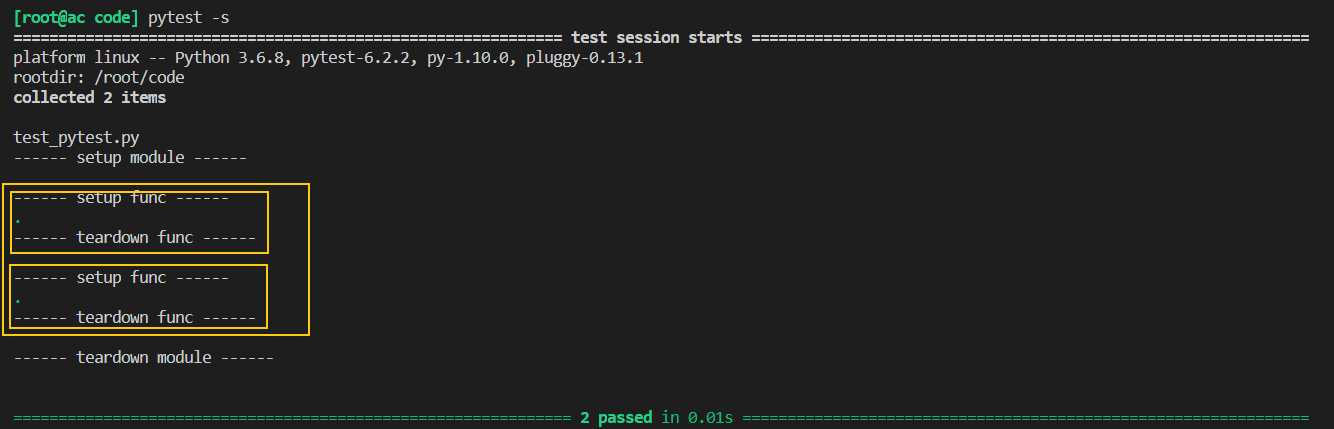 [root@ac code] pytest -s
============================================================= test session starts ==============================================================
platform linux -- Python 3.6.8, pytest-6.2.2, py-1.10.0, pluggy-0.13.1
rootdir: /root/code
collected 2 items
test_pytest.py
------ setup module ------
------ setup func ------
.
------ teardown func ------
------ setup func ------
.
------ teardown func ------
------ teardown module ------
============================================================== 2 passed in 0.01s ===============================================================